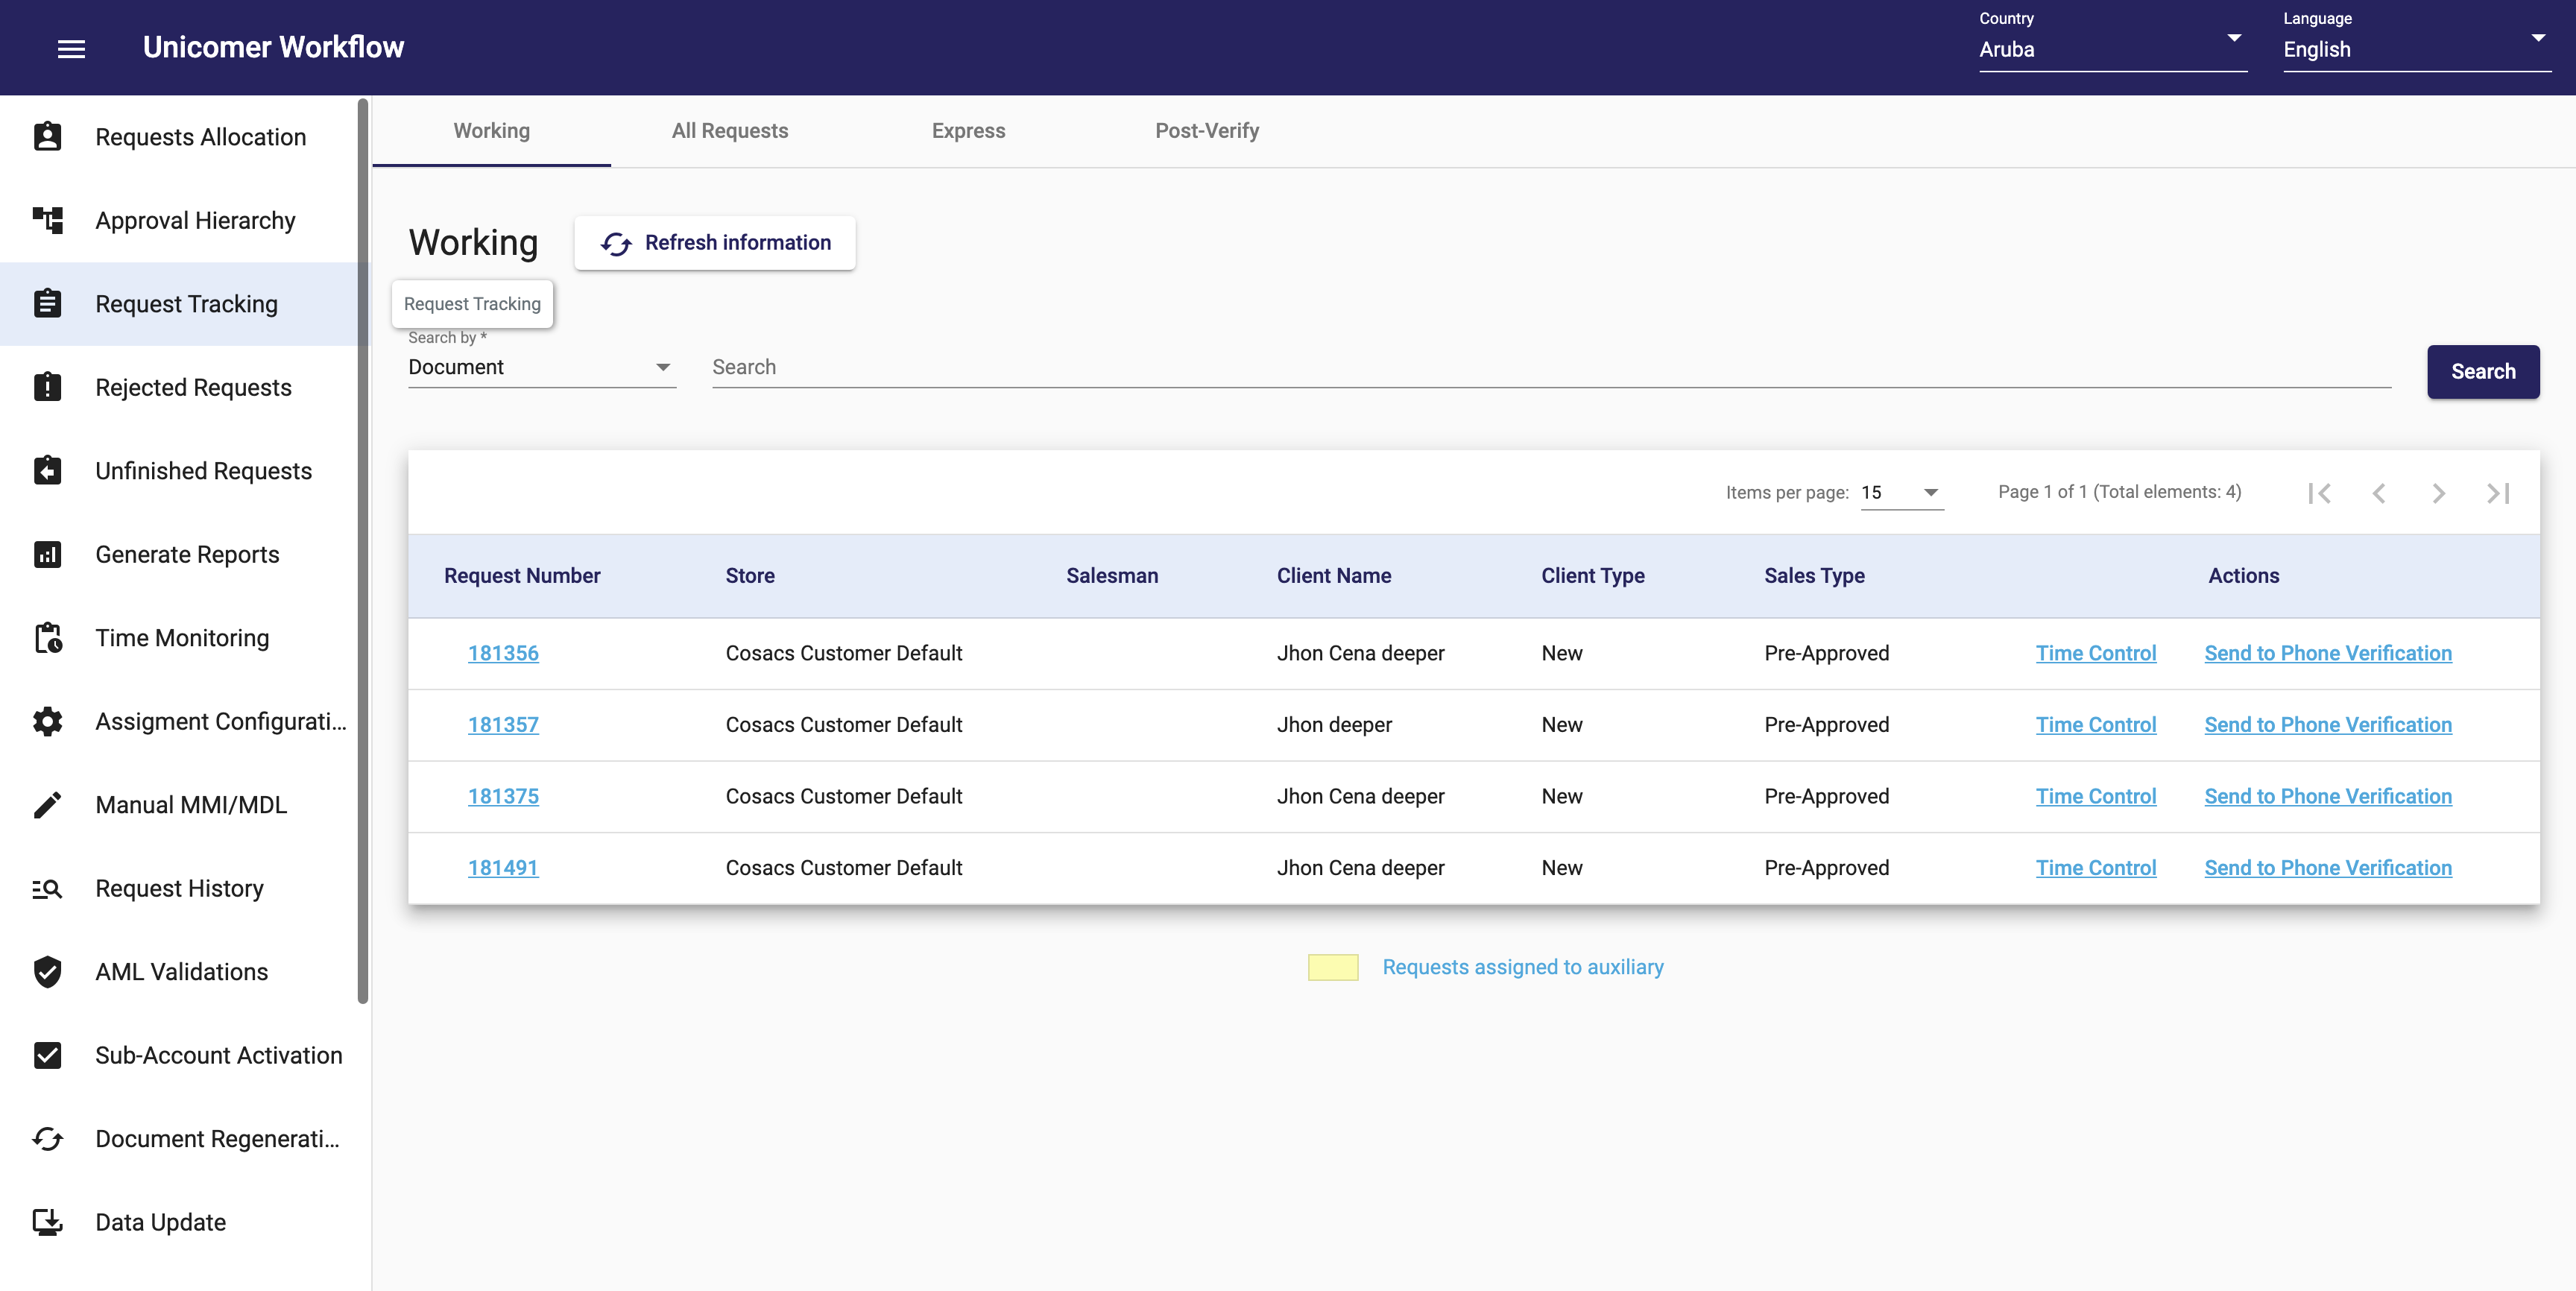 Unicomer Workflow
Country
Aruba
Language
English
Requests Allocation
Approval Hierarchy
Request Tracking
Rejected Requests
Unfinished Requests
Generate Reports
Time Monitoring
Assigment Configurati...
Manual MMI/MDL
Request History
AML Validations
Sub-Account Activation
Document Regenerati...
Data Update
Working All Requests Express Post-Verify
Working
Refresh information
Request Tracking
Search by *
Document
Search
Search
Items per page: 15 Page 1 of 1 (Total elements: 4)
Request Number Store Salesman Client Name Client Type Sales Type Actions
181356 Cosacs Customer Default Jhon Cena deeper New Pre-Approved Time Control Send to Phone Verification
181357 Cosacs Customer Default Jhon deeper New Pre-Approved Time Control Send to Phone Verification
181375 Cosacs Customer Default Jhon Cena deeper New Pre-Approved Time Control Send to Phone Verification
181491 Cosacs Customer Default Jhon Cena deeper New Pre-Approved Time Control Send to Phone Verification
Requests assigned to auxiliary